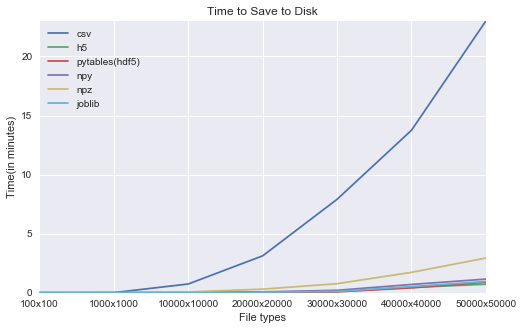 Time to Save to Disk
csv
h5
pytables(hdf5)
npy
npz
joblib
Time(in minutes)
20
15
10
5
0
100x100 1000x1000 10000x10000 20000x20000 30000x30000 40000x40000 50000x50000
File types